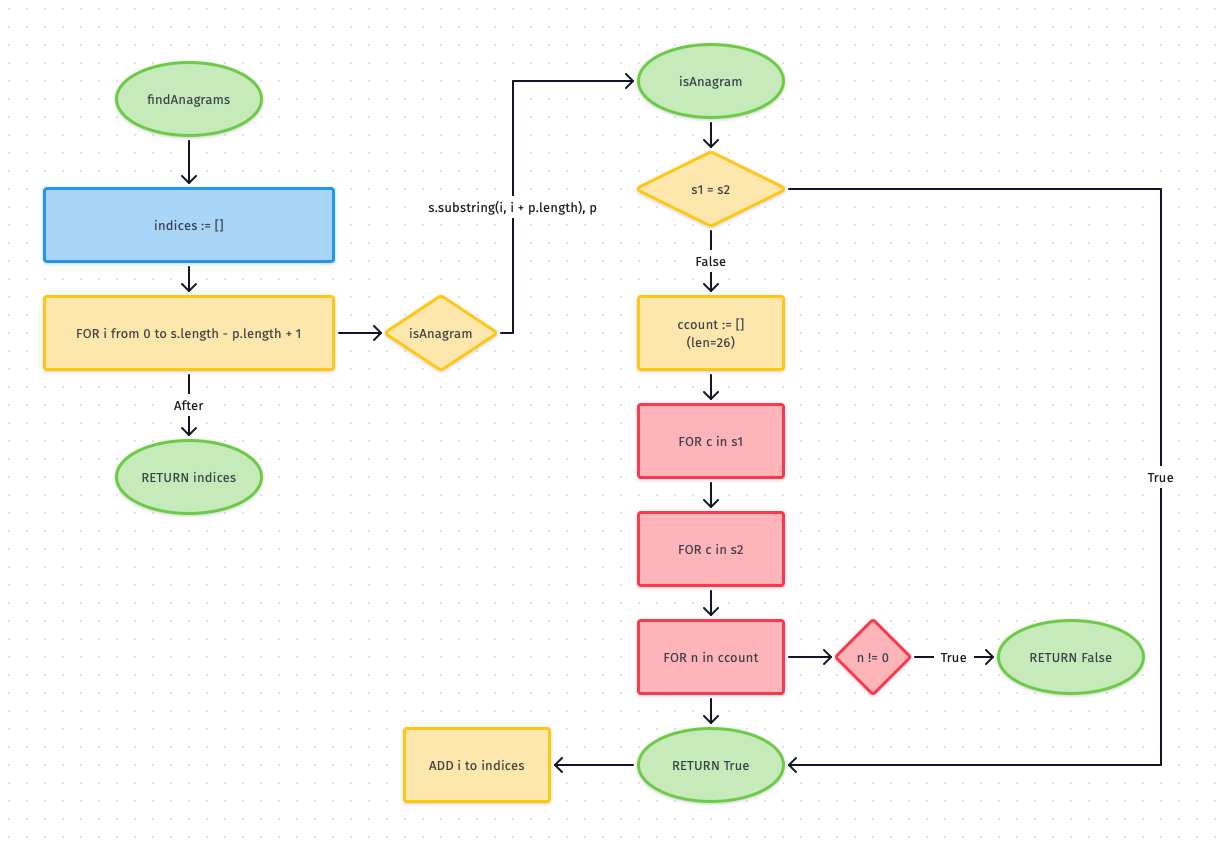 findAnagrams
indices := []
FOR i from 0 to s.length - p.length + 1
After
RETURN indices
isAnagram
s.substring(i, i + p.length), p
isAnagram
s1 = s2
False
ccount := []
(len=26)
FOR c in s1
FOR c in s2
FOR n in ccount
n != 0
True
RETURN False
True
RETURN True
ADD i to indices